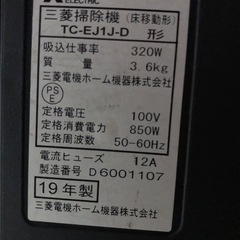 ELECTRIC
三菱掃除機 (床移動形)
TC-EJ1J-D 形
吸込仕事率 320W
質量 3.6kg
三菱電機ホーム機器株式会社
PSE
定格電圧 100V
定格消費電力 850W
定格周波数 50-60Hz
電流ヒューズ 12A
製造番号 D6001107
19年製
三菱電機ホーム機器株式会社